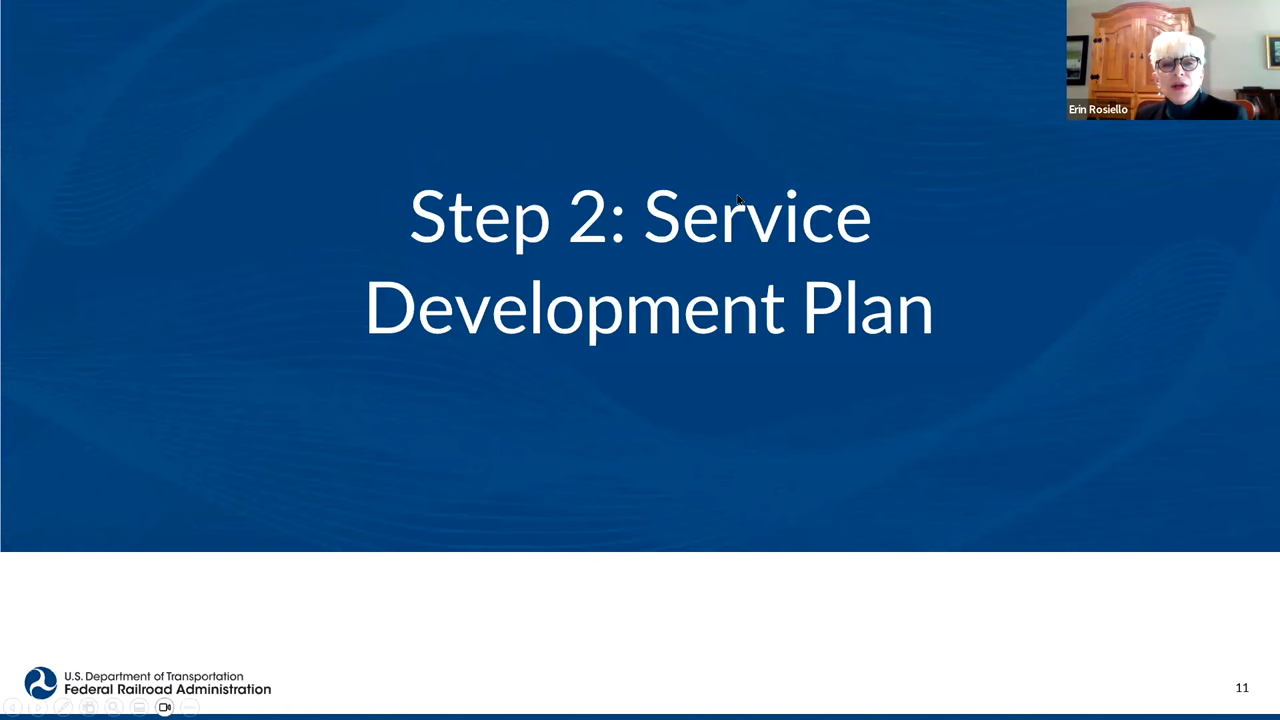 Erin Rosiello
Step 2: Service
Development Plan
U.S. Department of Transportation
Federal Railroad Administration
11